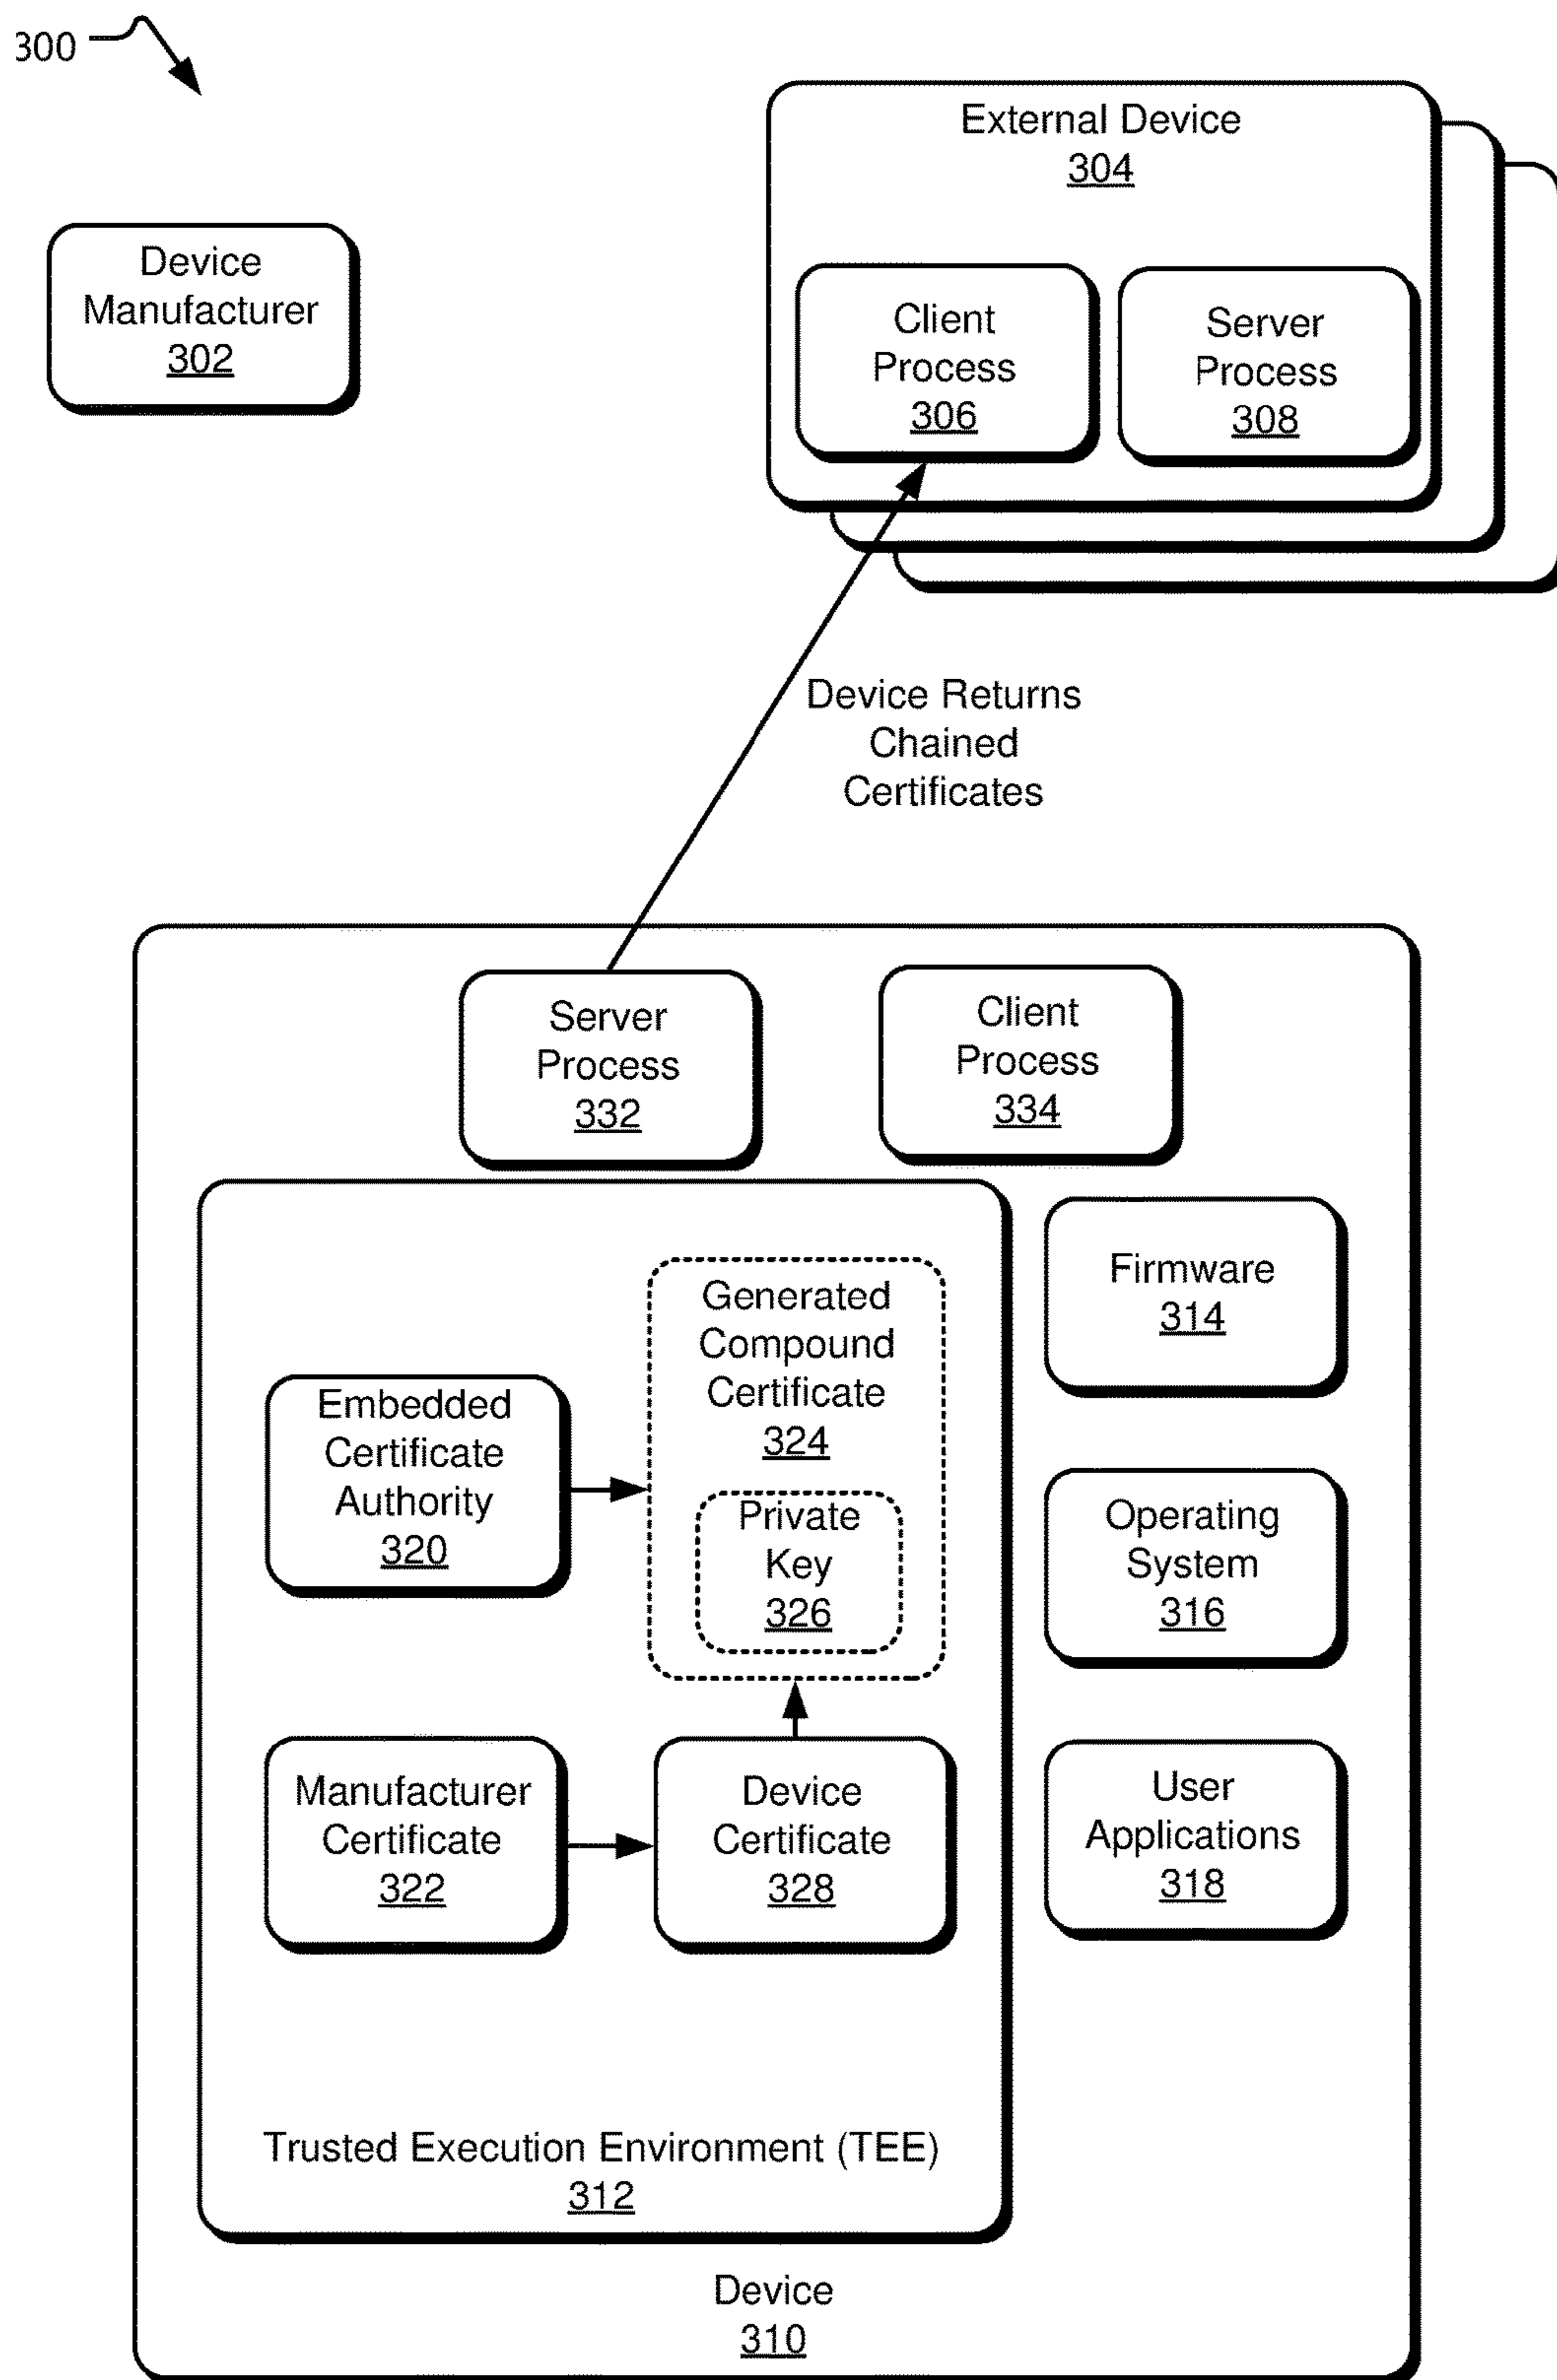 300
External Device
304
Device
Manufacturer
302
Client
Process
306
Server
Process
308
Device Returns
Chained
Certificates
Server
Process
332
Client
Process
334
Generated
Compound
Certificate
324
Private
Key
326
Embedded
Certificate
Authority
320
Manufacturer
Certificate
322
Device
Certificate
328
Firmware
314
Operating
System
316
User
Applications
318
Trusted Execution Environment (TEE)
312
Device
310